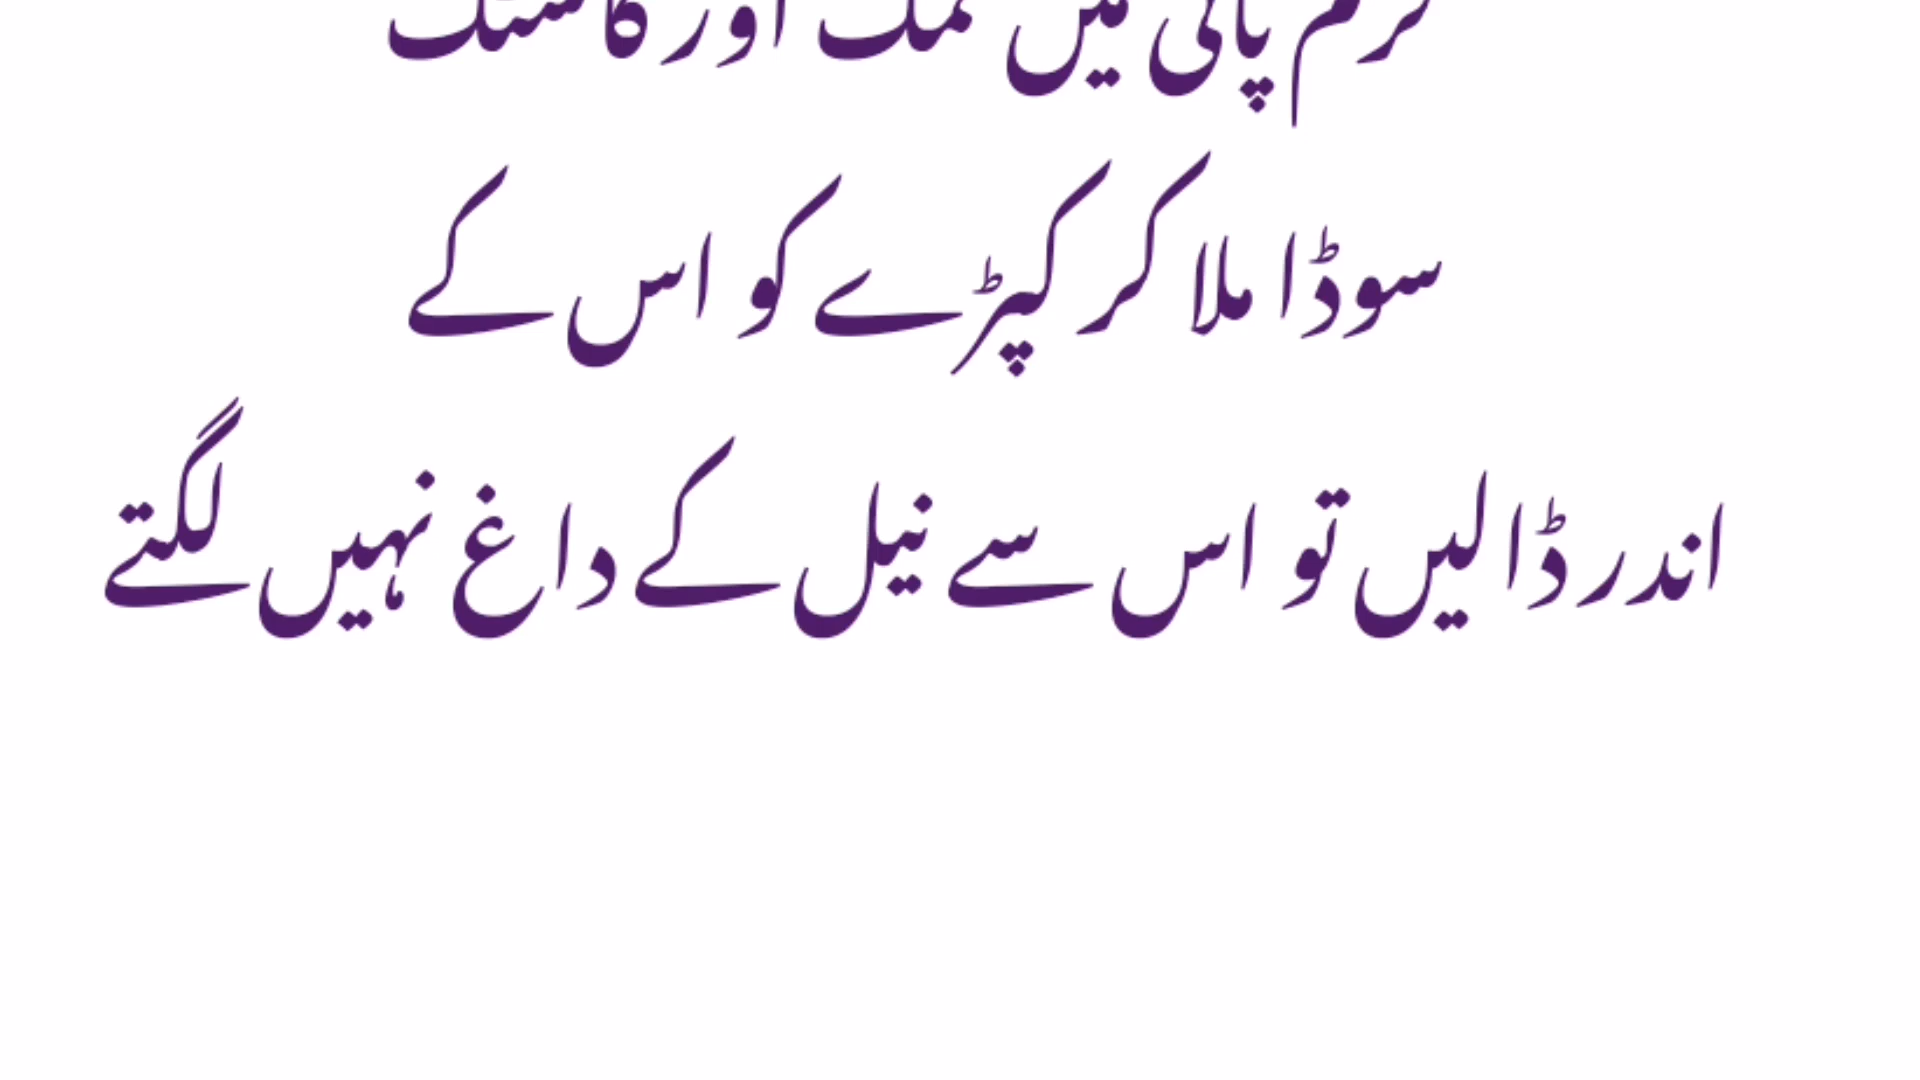 گرم پانی میں نمک اور کاسٹک
سوڈا ملا کر کپڑے کو اس کے
اندر ڈالیں تو اس سے نیل کے داغ نہیں لگتے